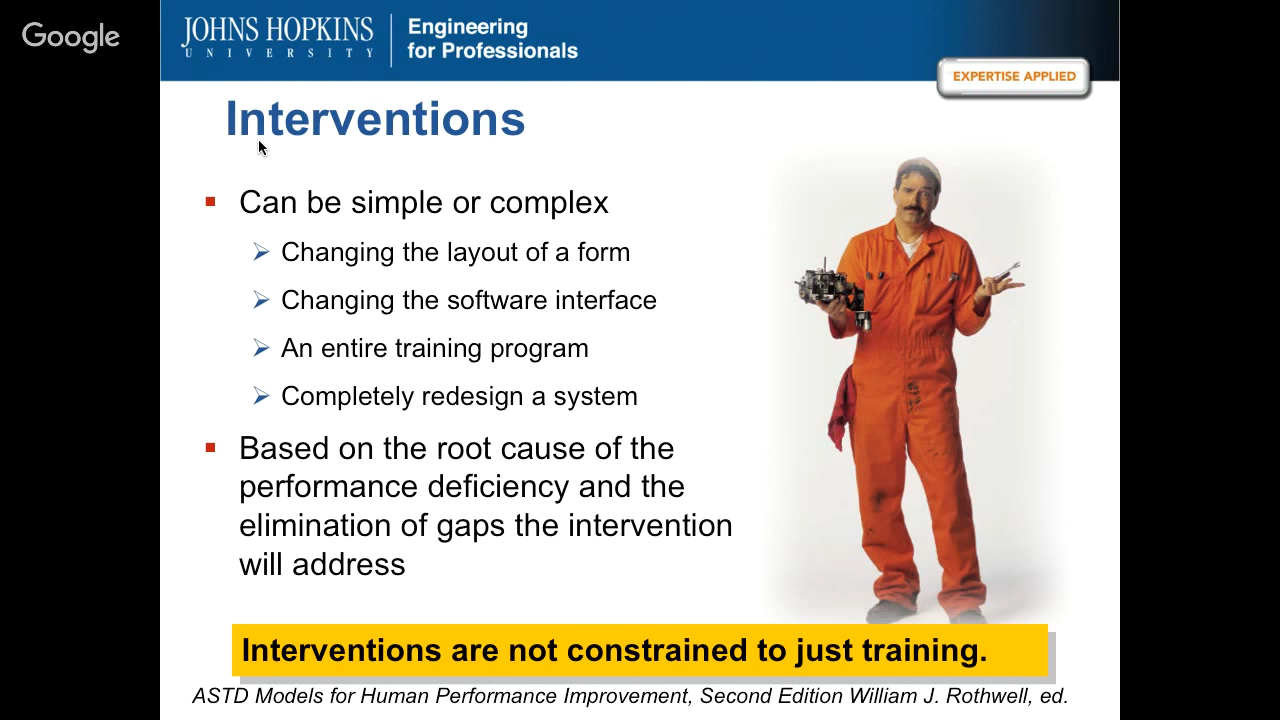 Google
JOHNS HOPKINS
UNIVERSITY
Engineering
for Professionals
EXPERTISE APPLIED
Interventions
Can be simple or complex
Changing the layout of a form
Changing the software interface
An entire training program
Completely redesign a system
Based on the root cause of the
performance deficiency and the
elimination of gaps the intervention
will address
Interventions are not constrained to just training.
ASTD Models for Human Performance Improvement, Second Edition William J. Rothwell, ed.